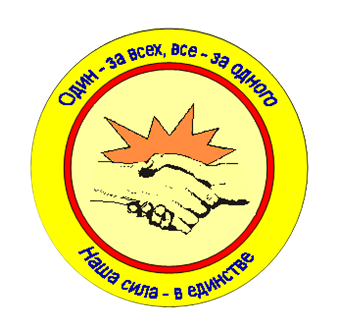 Один - за всех, все - за одного
Наша сила - в единстве